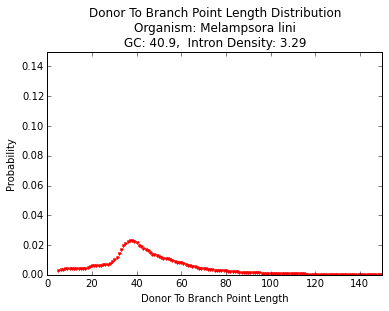 Donor To Branch Point Length Distribution
Organism: Melampsora lini
GC: 40.9,  Intron Density: 3.29
0.14
0.12
0.10
0.08
0.06
0.04
0.02
0.00
Probability
0 20 40 60 80 100 120 140
Donor To Branch Point Length